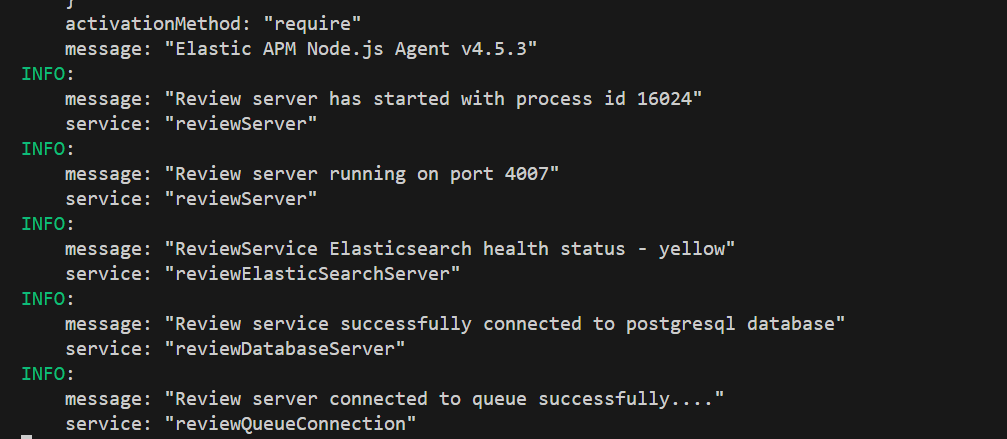 }
activationMethod: "require"
message: "Elastic APM Node.js Agent v4.5.3"
INFO:
message: "Review server has started with process id 16024"
service: "reviewServer"
INFO:
message: "Review server running on port 4007"
service: "reviewServer"
INFO:
message: "ReviewService Elasticsearch health status - yellow"
service: "reviewElasticSearchServer"
INFO:
message: "Review service successfully connected to postgresql database"
service: "reviewDatabaseServer"
INFO:
message: "Review server connected to queue successfully...."
service: "reviewQueueConnection"